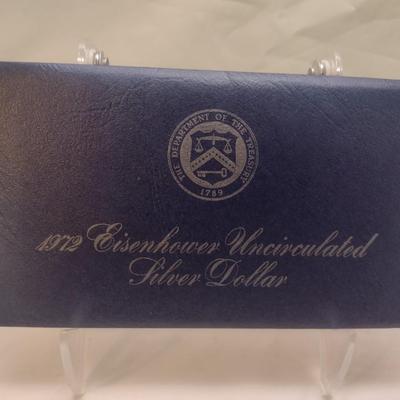 THE DEPARTMENT OF THE TREASURY
1789
1972 Eisenhower Uncirculated
Silver Dollar